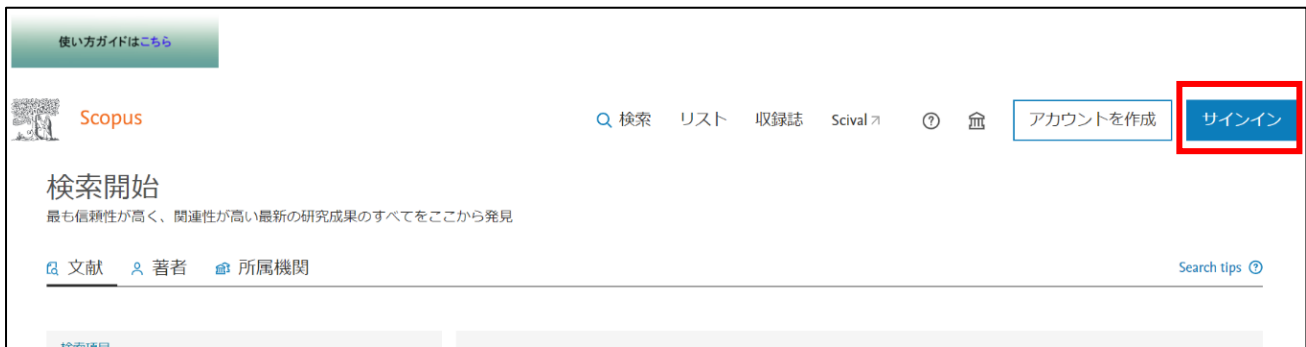 使い方ガイドはこちら
Scopus 検索 リスト 収録誌 Scival アカウントを作成 サインイン
検索開始
最も信頼性が高く、関連性が高い最新の研究成果のすべてをここから発見
文献 著者 所属機関 Search tips
検索項目